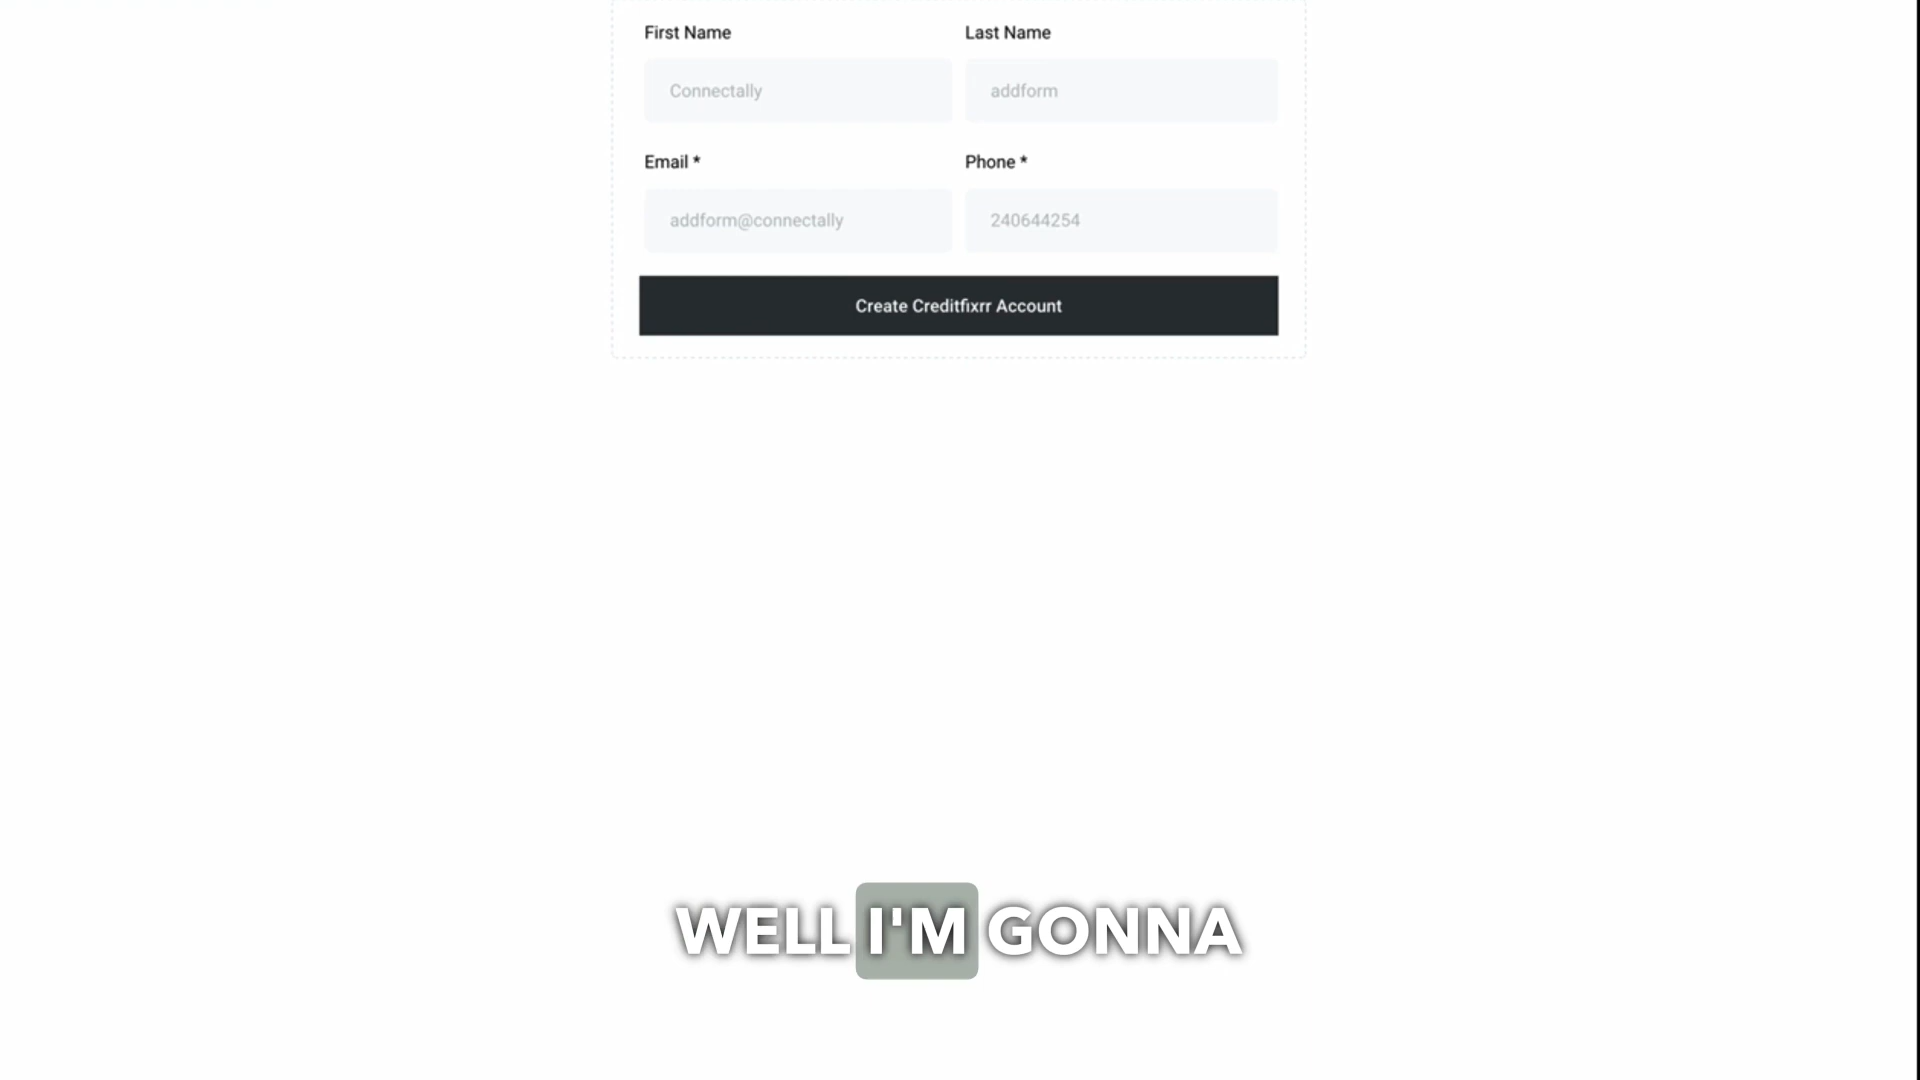 First Name Last Name
Connectally addform
Email * Phone *
addform@connectally 240644254
Create Creditfixrr Account
WELL I'M GONNA